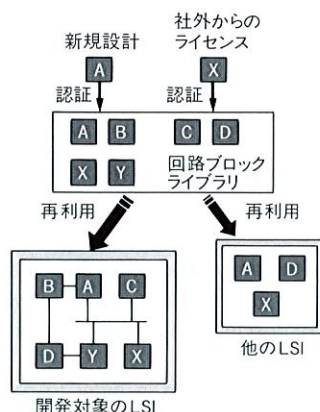 新規設計
社外からの
ライセンス
A
X
認証
認証
A B C D
X Y
回路ブロック
ライブラリ
再利用
再利用
B A C
D Y X
A D
X
他のLSI
開発対象のLSI